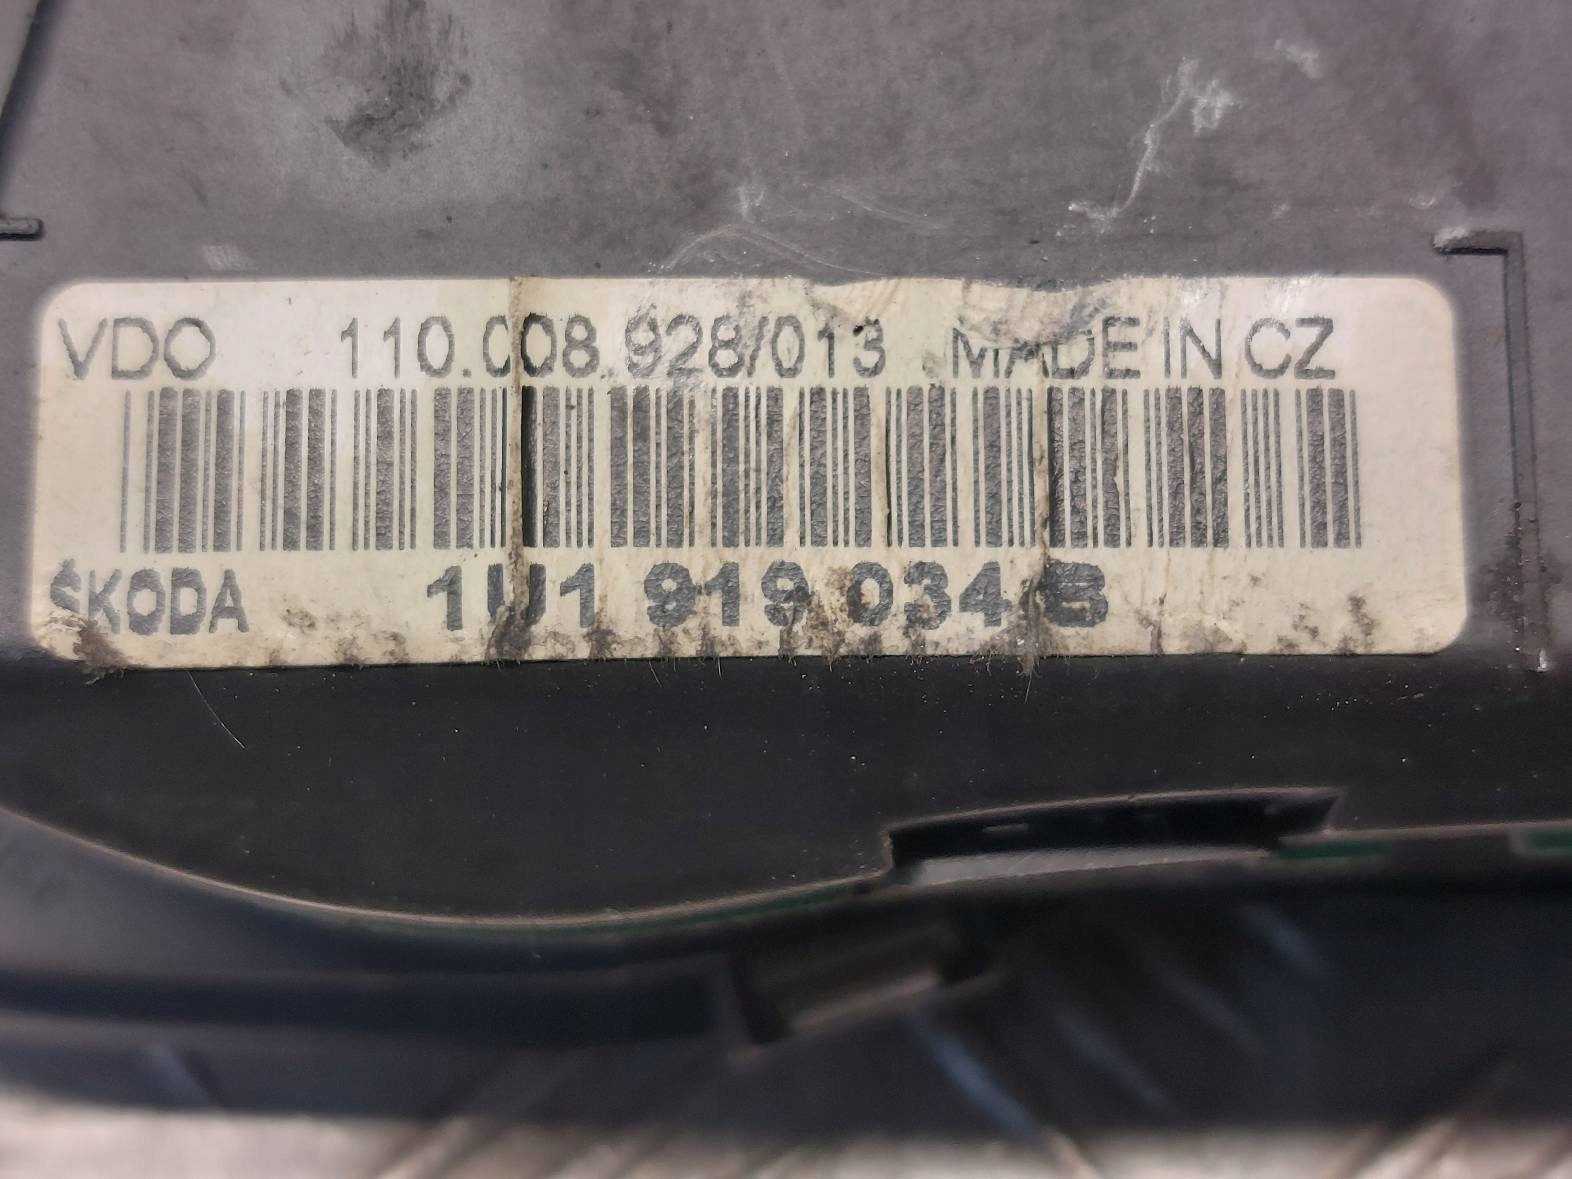 VDO 110.008.928/013 MADE IN CZ
ŠKODA 1U1 919 034 B